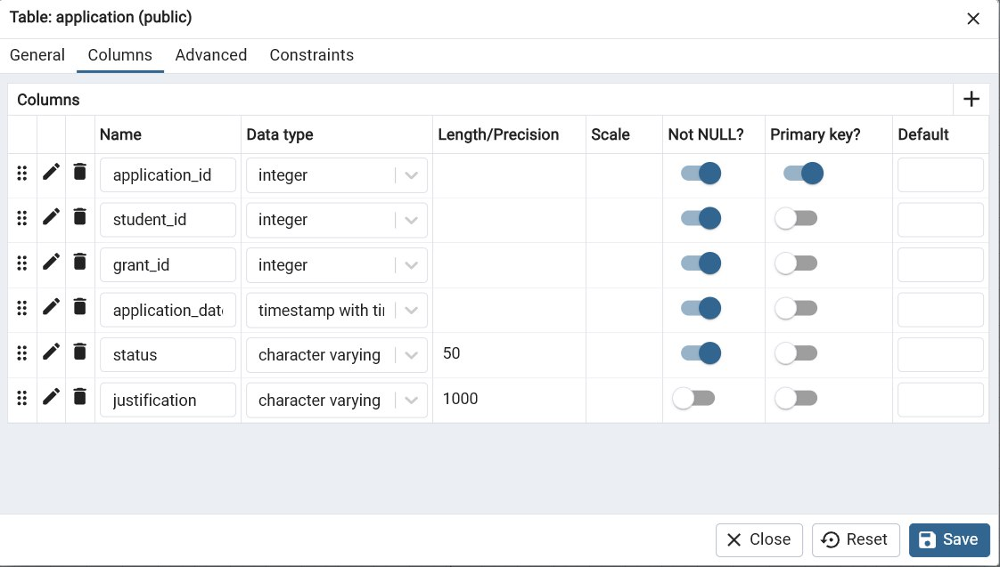 Table: application (public)
General Columns Advanced Constraints
Columns
Name Data type Length/Precision Scale Not NULL? Primary key? Default
application_id integer
student_id integer
grant_id integer
application_dat timestamp with
status character varying 50
justification character varying 1000
Close Reset Save